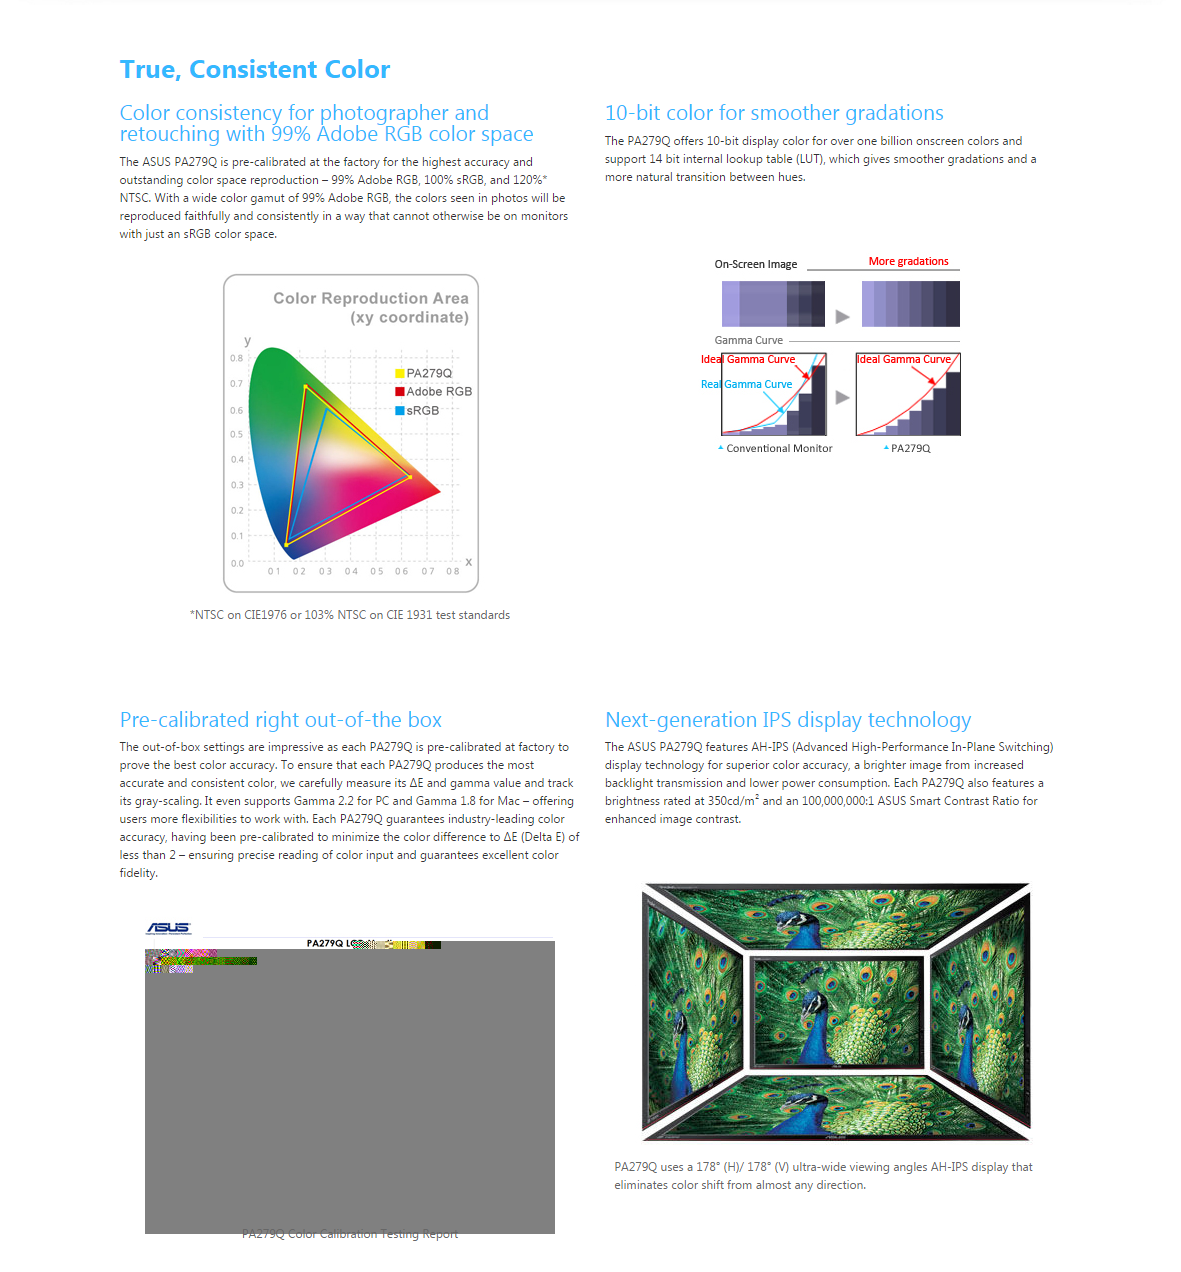 True, Consistent Color
Color consistency for photographer and
retouching with 99% Adobe RGB color space
The ASUS PA279Q is pre-calibrated at the factory for the highest accuracy and
outstanding color space reproduction – 99% Adobe RGB, 100% sRGB, and 120%*
NTSC. With a wide color gamut of 99% Adobe RGB, the colors seen in photos will be
reproduced faithfully and consistently in a way that cannot otherwise be on monitors
with just an sRGB color space.
Color Reproduction Area
(xy coordinate)
y
0.8
0.7
0.6
0.5
0.4
0.3
0.2
0.1
0.0
PA279Q
Adobe RGB
sRGB
x
0 1 0 2 0 3 0 4 0 5 0 6 0 7 0 8
*NTSC on CIE1976 or 103% NTSC on CIE 1931 test standards
10-bit color for smoother gradations
The PA279Q offers 10-bit display color for over one billion onscreen colors and
support 14 bit internal lookup table (LUT), which gives smoother gradations and a
more natural transition between hues.
On-Screen Image
More gradations
Gamma Curve
Ideal Gamma Curve
Real Gamma Curve
Ideal Gamma Curve
Conventional Monitor
PA279Q
Pre-calibrated right out-of-the box
The out-of-box settings are impressive as each PA279Q is pre-calibrated at factory to
prove the best color accuracy. To ensure that each PA279Q produces the most
accurate and consistent color, we carefully measure its ΔE and gamma value and track
its gray-scaling. It even supports Gamma 2.2 for PC and Gamma 1.8 for Mac – offering
users more flexibilities to work with. Each PA279Q guarantees industry-leading color
accuracy, having been pre-calibrated to minimize the color difference to ΔE (Delta E) of
less than 2 – ensuring precise reading of color input and guarantees excellent color
fidelity.
ASUS
PA279Q
PA279Q Color Calibration Testing Report
Next-generation IPS display technology
The ASUS PA279Q features AH-IPS (Advanced High-Performance In-Plane Switching)
display technology for superior color accuracy, a brighter image from increased
backlight transmission and lower power consumption. Each PA279Q also features a
brightness rated at 350cd/m² and an 100,000,000:1 ASUS Smart Contrast Ratio for
enhanced image contrast.
PA279Q uses a 178° (H)/ 178° (V) ultra-wide viewing angles AH-IPS display that
eliminates color shift from almost any direction.